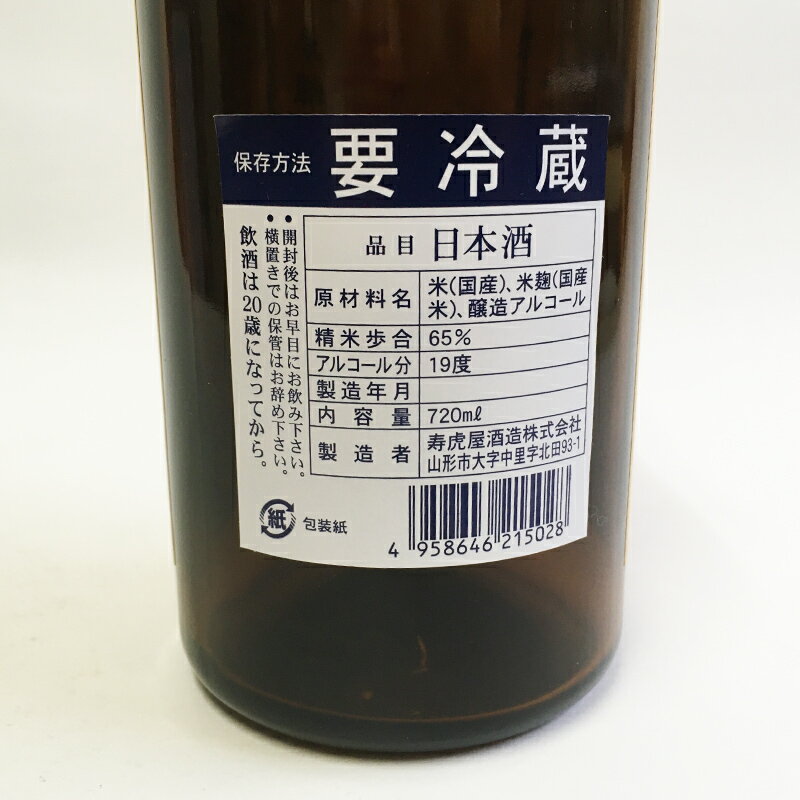 保存方法 要冷蔵
品目 日本酒
原材料名 米(国産)、米麹(国産
米)、醸造アルコール
精米歩合 65%
アルコール分 19度
製造年月
内容量 720mℓ
製造者 寿虎屋酒造株式会社
山形市大字中里字北田93-1
•開封後はお早目にお飲み下さい。
•横置きでの保管はお辞め下さい。
飲酒は20歳になってから。
紙 包装紙
4 958646 215028